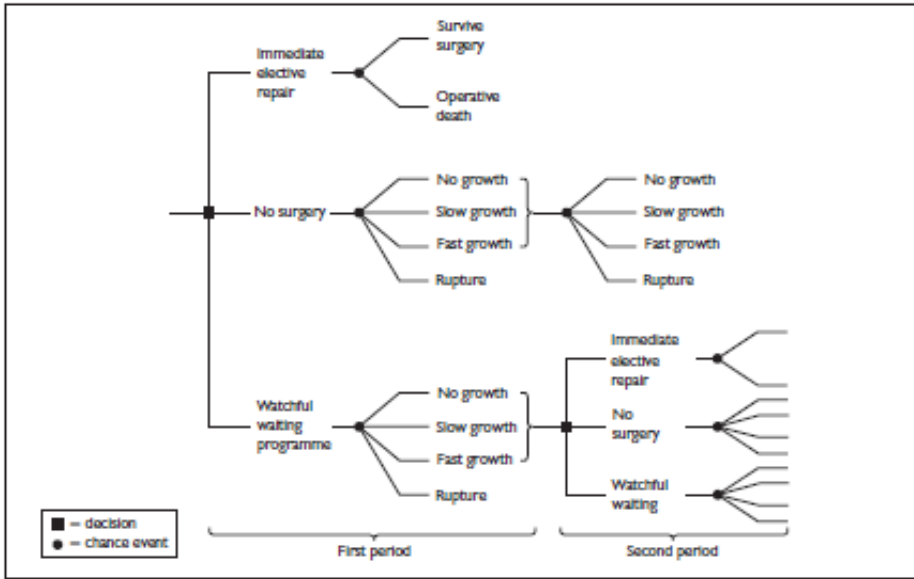 Immediate
elective
repair
Survive
surgery
Operative
death
No surgery
No growth
Slow growth
Fast growth
Rupture
No growth
Slow growth
Fast growth
Rupture
Watchful
waiting
programme
No growth
Slow growth
Fast growth
Rupture
Immediate
elective
repair
No
surgery
Watchful
waiting
■ – decision
● – chance event
First period
Second period